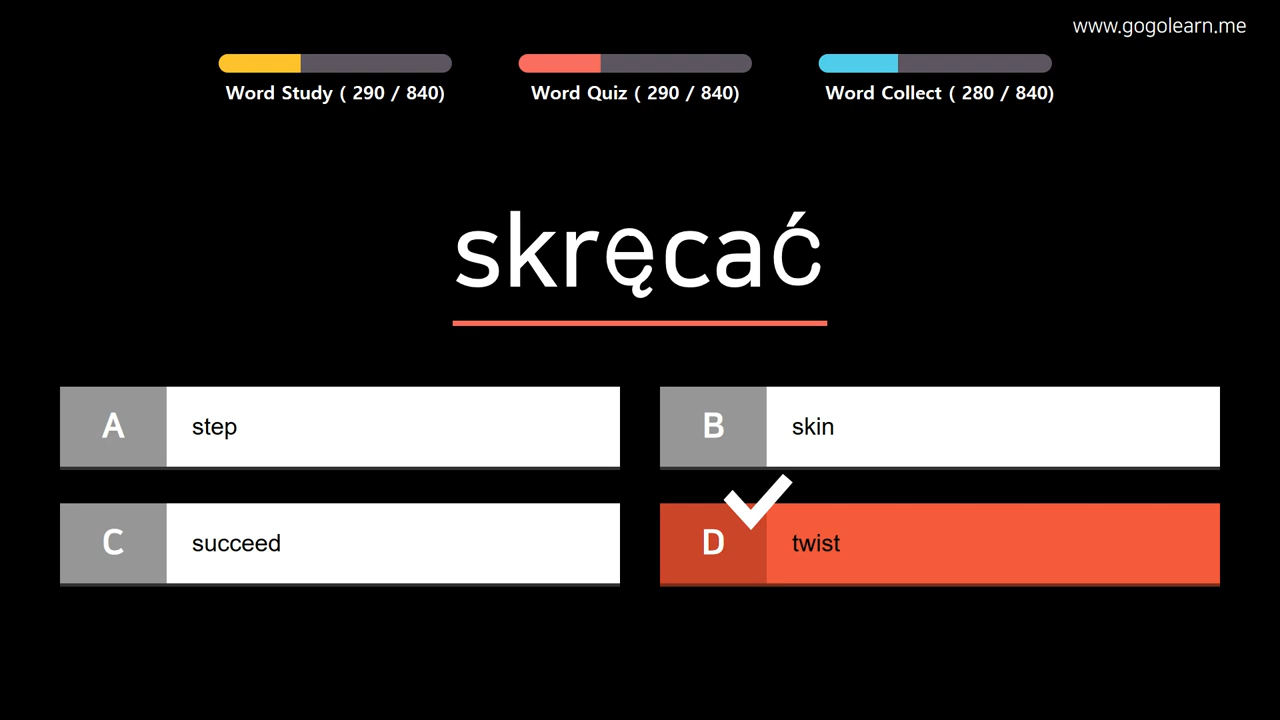 www.gogolearn.me
Word Study ( 290 / 840)
Word Quiz ( 290 / 840)
Word Collect ( 280 / 840)
skręcać
A step
B skin
C succeed
D twist